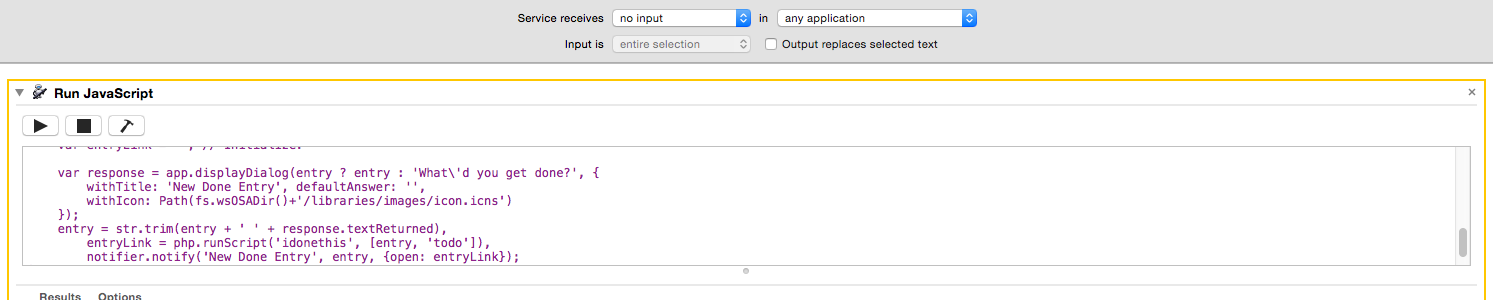 Service receives no input in any application
Input is entire selection Output replaces selected text
Run JavaScript
var response = app.displayDialog(entry ? entry : 'What\'d you get done?', {
withTitle: 'New Done Entry', defaultAnswer: '',
withIcon: Path(fs.wsOSADir()+'/libraries/images/icon.icns')
});
entry = str.trim(entry + ' ' + response.textReturned),
entryLink = php.runScript('idonethis', [entry, 'todo']),
notifier.notify('New Done Entry', entry, {open: entryLink});
Results Options